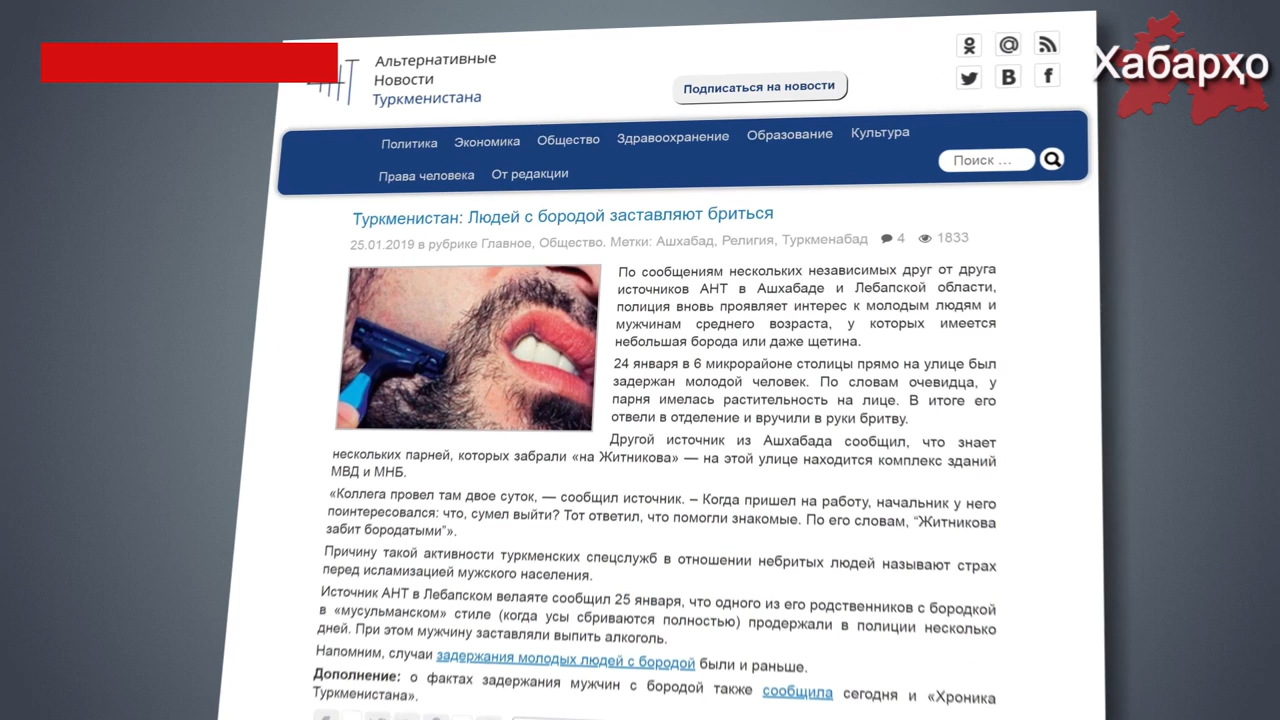 Хабарҳо
Альтернативные
Новости
Туркменистана
Подписаться на новости
Политика Экономика Общество Здравоохранение Образование Культура
Поиск ...
Права человека От редакции
Туркменистан: Людей с бородой заставляют бриться
25.01.2019 в рубрике Главное, Общество. Метки: Ашхабад, Религия, Туркменабад 4 1833
По сообщениям нескольких независимых друг от друга
источников АНТ в Ашхабаде и Лебапской области,
полиция вновь проявляет интерес к молодым людям и
мужчинам среднего возраста, у которых имеется
небольшая борода или даже щетина.
24 января в 6 микрорайоне столицы прямо на улице был
задержан молодой человек. По словам очевидца, у
парня имелась растительность на лице. В итоге его
отвели в отделение и вручили в руки бритву.
Другой источник из Ашхабада сообщил, что знает
нескольких парней, которых забрали «на Житникова» — на этой улице находится комплекс зданий
МВД и МНБ.
«Коллега провел там двое суток, — сообщил источник. – Когда пришел на работу, начальник у него
поинтересовался: что, сумел выйти? Тот ответил, что помогли знакомые. По его словам, “Житникова
забит бородатыми”».
Причину такой активности туркменских спецслужб в отношении небритых людей называют страх
перед исламизацией мужского населения.
Источник АНТ в Лебапском велаяте сообщил 25 января, что одного из его родственников с бородкой
в «мусульманском» стиле (когда усы сбриваются полностью) продержали в полиции несколько
дней. При этом мужчину заставляли выпить алкоголь.
Напомним, случаи задержания молодых людей с бородой были и раньше.
Дополнение: о фактах задержания мужчин с бородой также сообщила сегодня и «Хроника
Туркменистана».